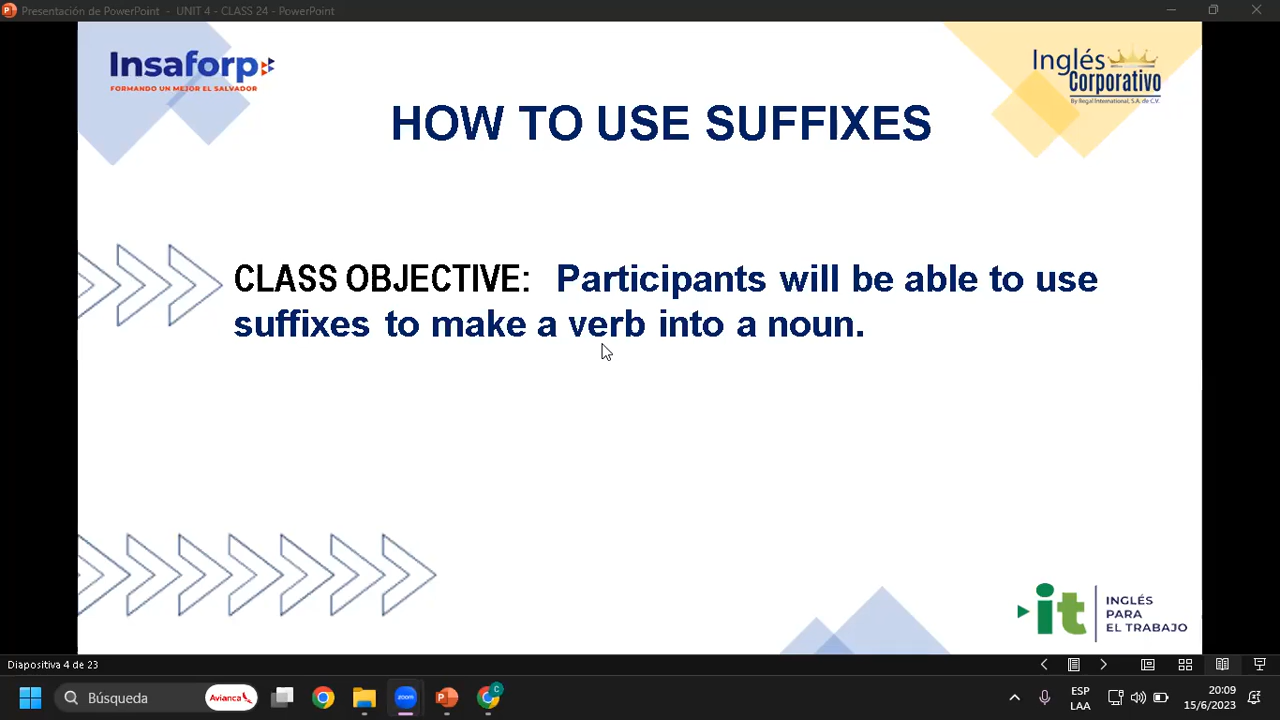 Presentación de PowerPoint - UNIT 4 - CLASS 24 - PowerPoint
Insaforp
FORMANDO UN MEJOR EL SALVADOR
Inglés
Corporativo
By Regal International, S.A. de C.V.
HOW TO USE SUFFIXES
CLASS OBJECTIVE: Participants will be able to use
suffixes to make a verb into a noun.
it
INGLÉS
PARA
EL TRABAJO
Diapositiva 4 de 23
Búsqueda
Avianca
C
ESP
LAA
20:09
15/6/2023